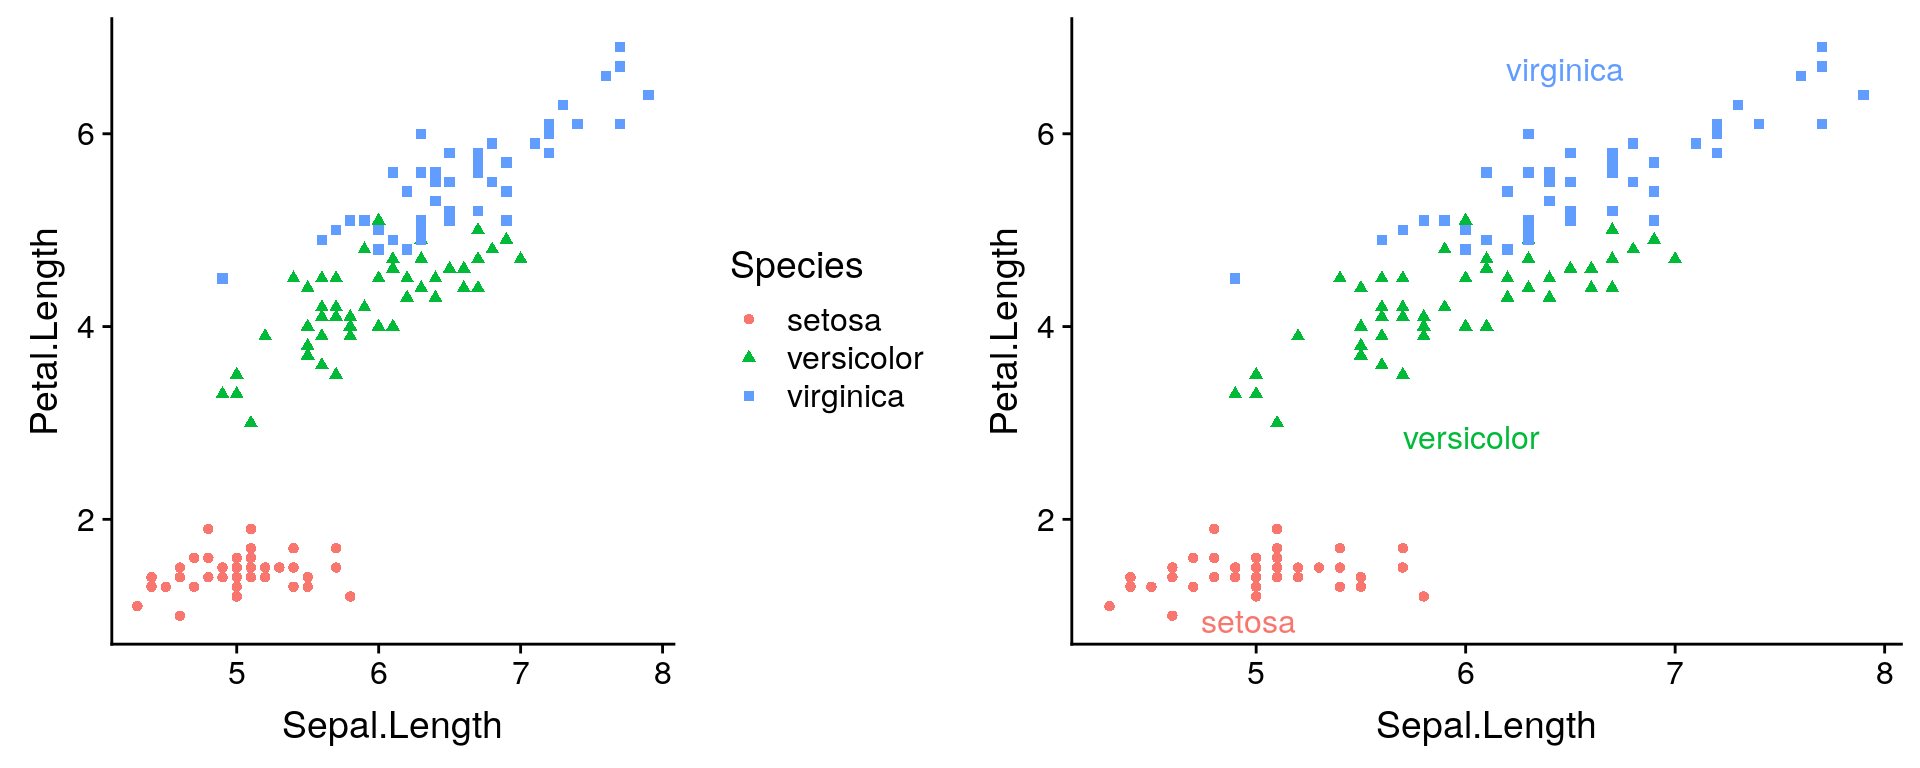 Petal.Length
6
4
2
5 6 7 8
Sepal.Length
Species
setosa
versicolor
virginica
Petal.Length
6
4
2
virginica
versicolor
setosa
5 6 7 8
Sepal.Length